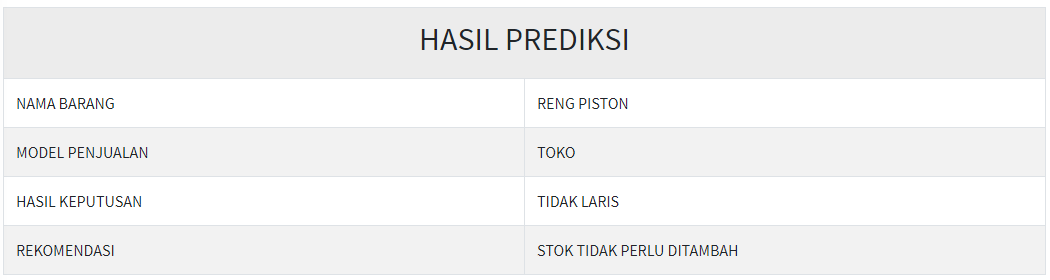 HASIL PREDIKSI
NAMA BARANG RENG PISTON
MODEL PENJUALAN TOKO
HASIL KEPUTUSAN TIDAK LARIS
REKOMENDASI STOK TIDAK PERLU DITAMBAH